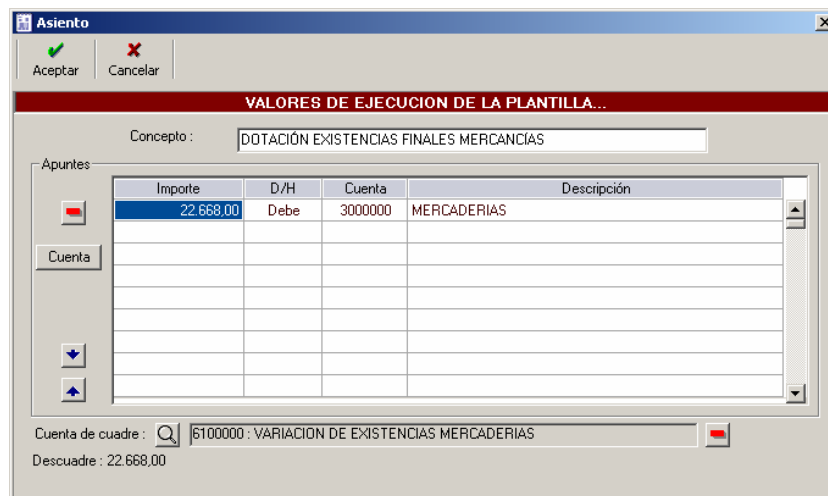 Asiento
Aceptar Cancelar
VALORES DE EJECUCION DE LA PLANTILLA...
Concepto : DOTACIÓN EXISTENCIAS FINALES MERCANCÍAS
Apuntes
Importe D/H Cuenta Descripción
22.668,00 Debe 3000000 MERCADERIAS
Cuenta
Cuenta de cuadre : 6100000 : VARIACION DE EXISTENCIAS MERCADERIAS
Descuadre : 22.668,00